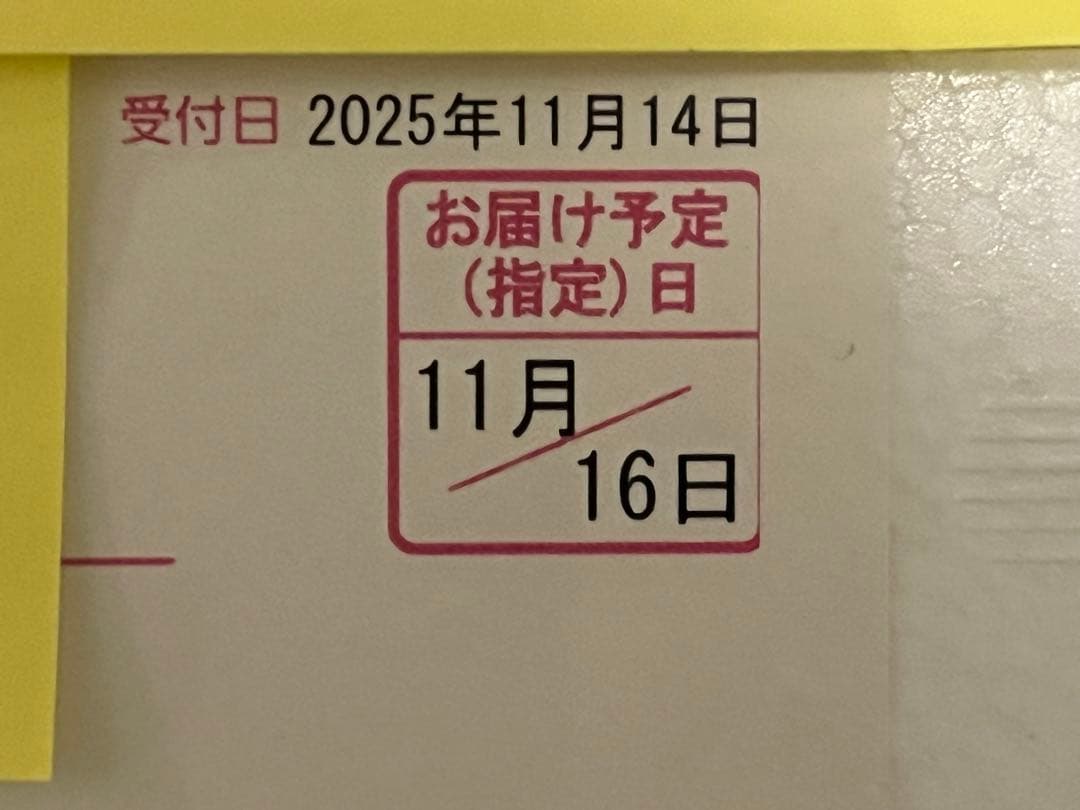 受付日 2025年11月14日
お届け予定
(指定)日
11月
16日